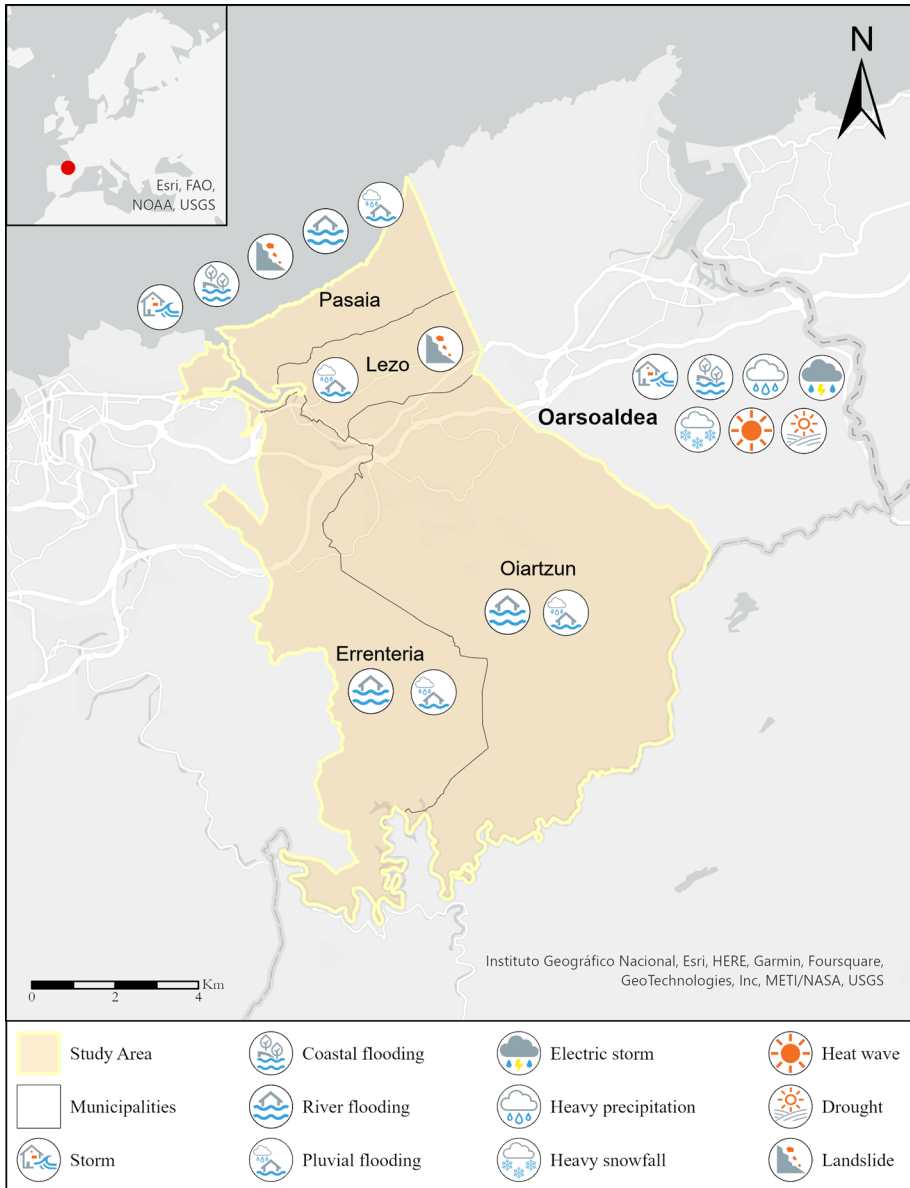 Esri, FAO,
NOAA, USGS
N
Pasaia
Lezo
Oarsoaldea
Oiartzun
Errenteria
Instituto Geográfico Nacional, Esri, HERE, Garmin, Foursquare,
GeoTechnologies, Inc, METI/NASA, USGS
Km
0 2 4
Study Area
Municipalities
Storm
Coastal flooding
River flooding
Pluvial flooding
Electric storm
Heavy precipitation
Heavy snowfall
Heat wave
Drought
Landslide